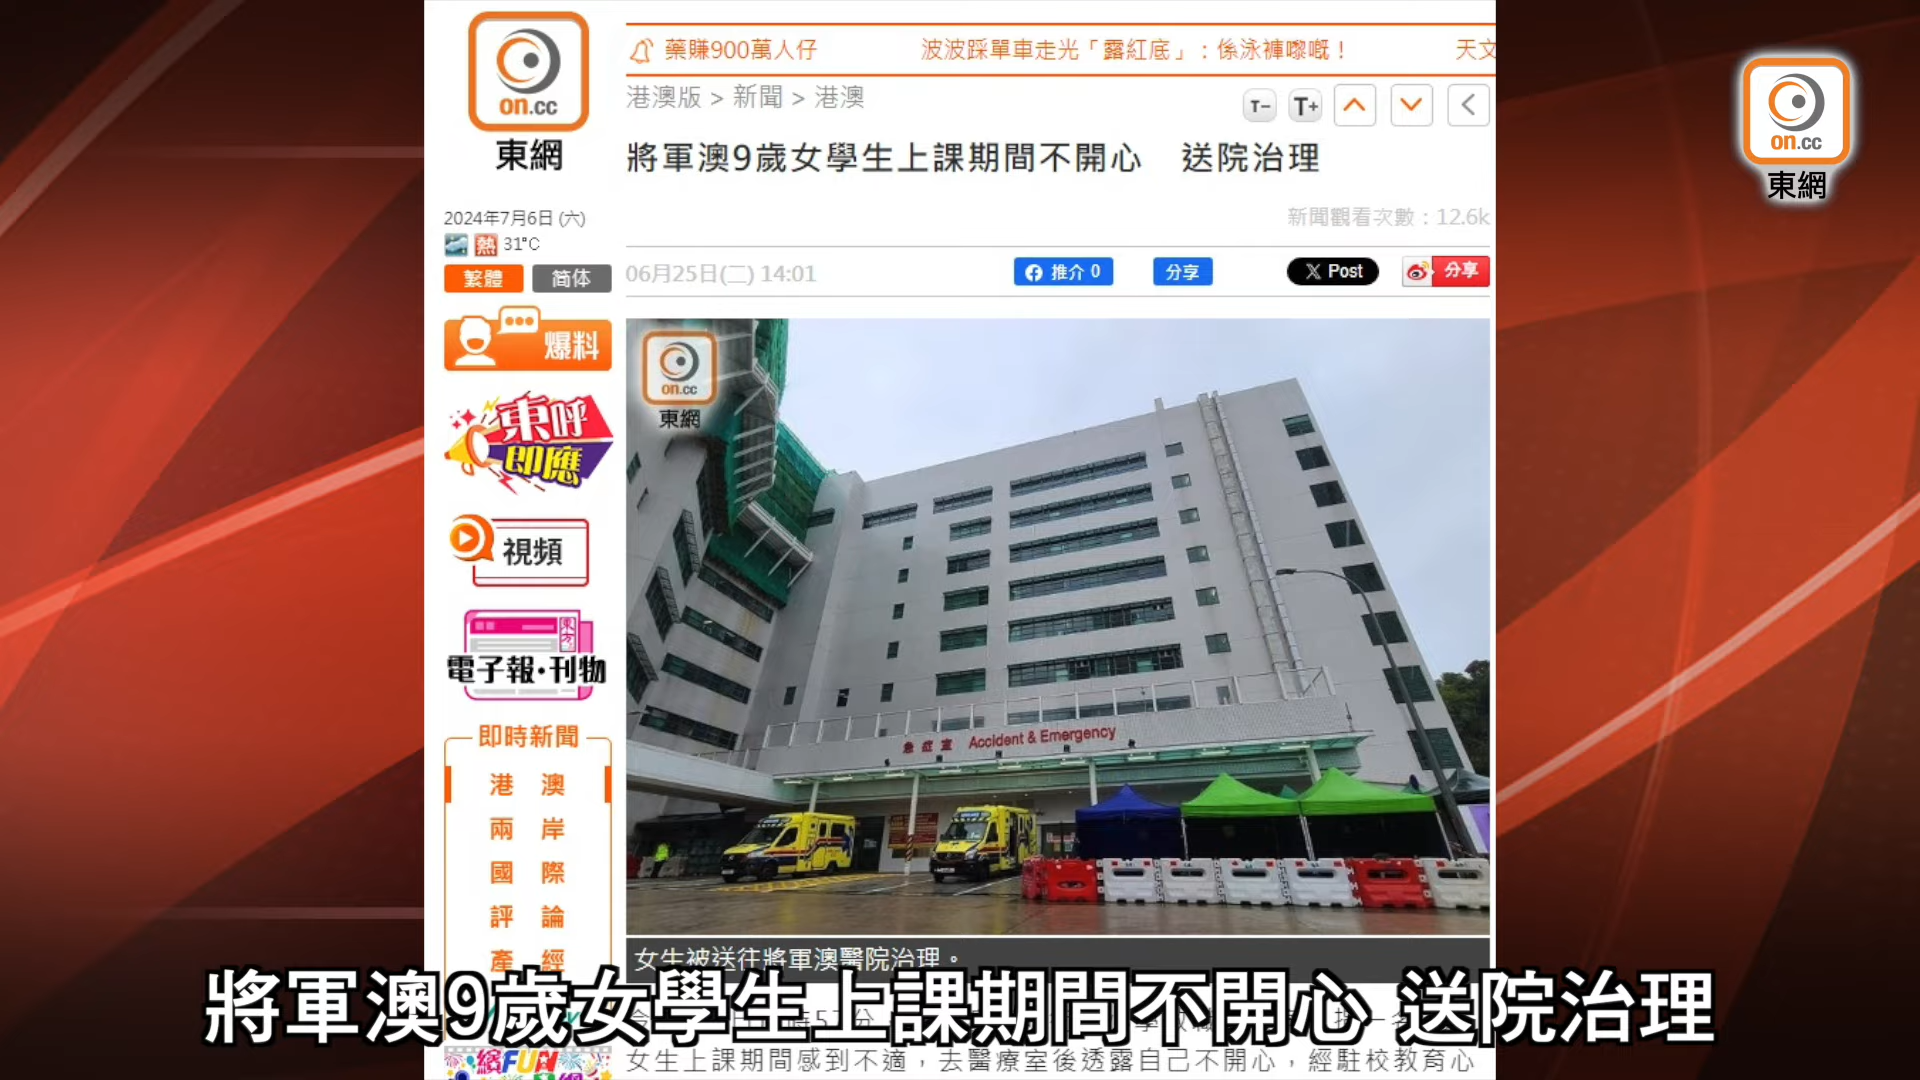 on.cc
東網
藥賺900萬人仔
波波踩單車走光「露紅底」：係泳褲嚟嘅！
天文
港澳版 > 新聞 > 港澳
T-
T+
將軍澳9歲女學生上課期間不開心 送院治理
on.cc
東網
2024年7月6日 (六)
熱 31°C
新聞觀看次數：12.6k
繁體
简体
06月25日(二) 14:01
推介 0
分享
Post
分享
爆料
on.cc
東網
東呼
即應
視頻
東方
電子報·刊物
即時新聞
港澳
兩岸
國際
評論
產經
急症室 Accident & Emergency
女生被送往將軍澳醫院治理。
將軍澳9歲女學生上課期間不開心 送院治理
繽FUN
女生上課期間感到不適，去醫療室後透露自己不開心，經駐校教育心